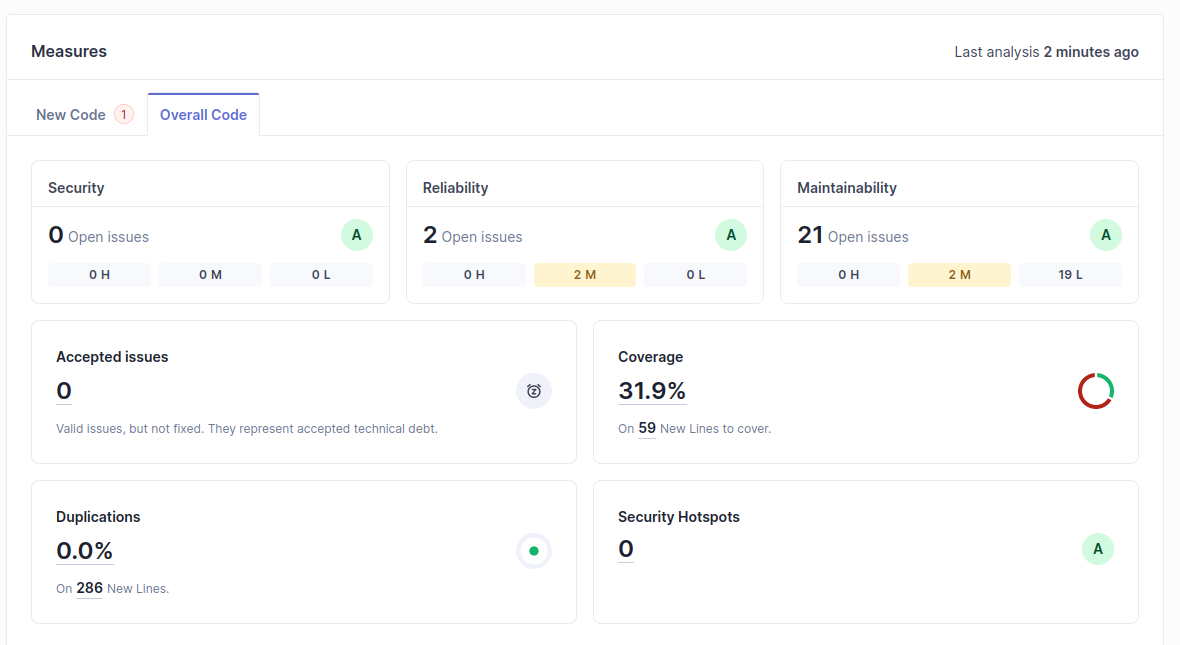 Measures
Last analysis 2 minutes ago
New Code 1
Overall Code
Security
0 Open issues
A
0 H
0 M
0 L
Reliability
2 Open issues
A
0 H
2 M
0 L
Maintainability
21 Open issues
A
0 H
2 M
19 L
Accepted issues
0
Valid issues, but not fixed. They represent accepted technical debt.
Coverage
31.9%
On 59 New Lines to cover.
Duplications
0.0%
On 286 New Lines.
Security Hotspots
0
A